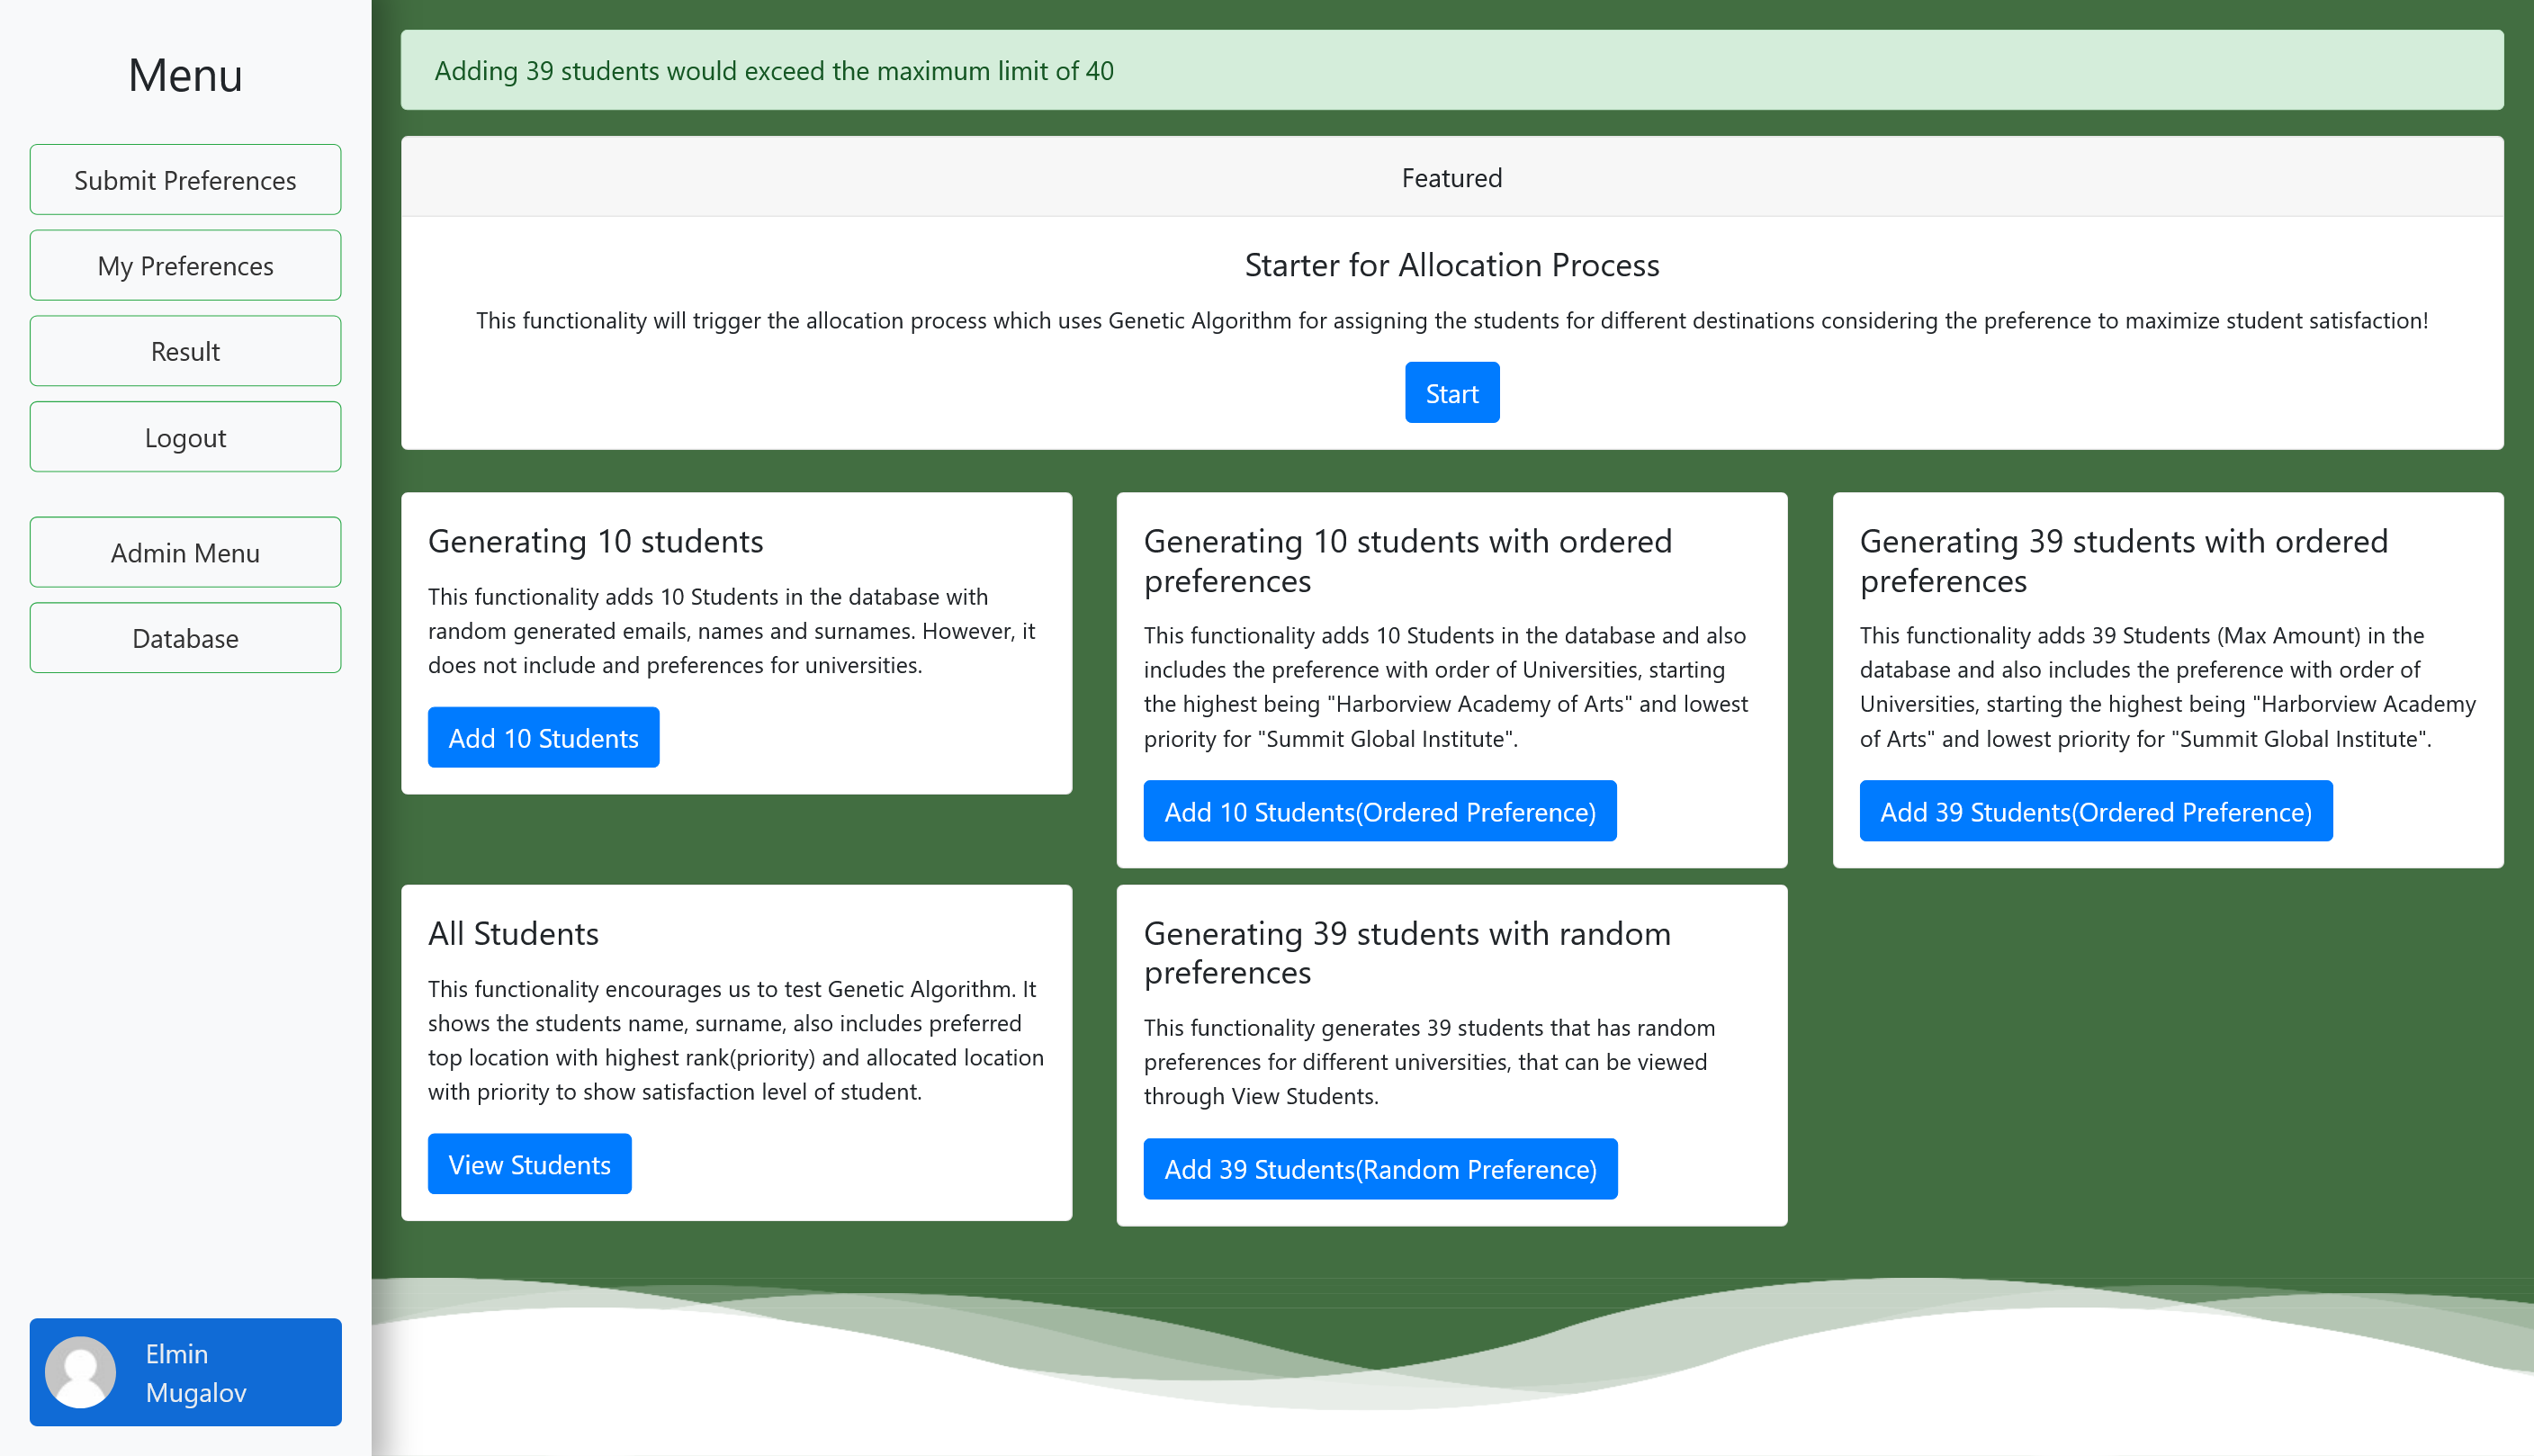 Menu
Submit Preferences
My Preferences
Result
Logout
Admin Menu
Database
Elmin
Mugalov
Adding 39 students would exceed the maximum limit of 40
Featured
Starter for Allocation Process
This functionality will trigger the allocation process which uses Genetic Algorithm for assigning the students for different destinations considering the preference to maximize student satisfaction!
Start
Generating 10 students
This functionality adds 10 Students in the database with
random generated emails, names and surnames. However, it
does not include and preferences for universities.
Add 10 Students
Generating 10 students with ordered
preferences
This functionality adds 10 Students in the database and also
includes the preference with order of Universities, starting
the highest being "Harborview Academy of Arts" and lowest
priority for "Summit Global Institute".
Add 10 Students(Ordered Preference)
Generating 39 students with ordered
preferences
This functionality adds 39 Students (Max Amount) in the
database and also includes the preference with order of
Universities, starting the highest being "Harborview Academy
of Arts" and lowest priority for "Summit Global Institute".
Add 39 Students(Ordered Preference)
All Students
This functionality encourages us to test Genetic Algorithm. It
shows the students name, surname, also includes preferred
top location with highest rank(priority) and allocated location
with priority to show satisfaction level of student.
View Students
Generating 39 students with random
preferences
This functionality generates 39 students that has random
preferences for different universities, that can be viewed
through View Students.
Add 39 Students(Random Preference)